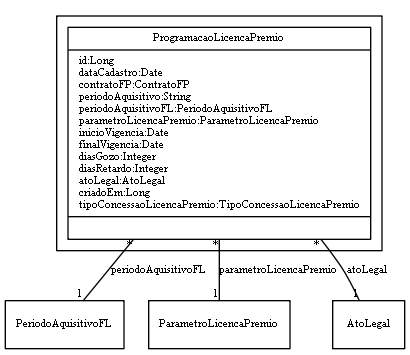 ProgramacaoLicencaPremio
id:Long
dataCadastro:Date
contratoFP:ContratoFP
periodoAquisitivo:String
periodoAquisitivoFL:PeriodoAquisitivoFL
parametroLicencaPremio:ParametroLicencaPremio
inicioVigencia:Date
finalVigencia:Date
diasGozo:Integer
diasRetardo:Integer
atoLegal:AtoLegal
criadoEm:Long
tipoConcessaoLicencaPremio:TipoConcessaoLicencaPremio
* * *
periodoAquisitivoFL parametroLicencaPremio atoLegal
1 1 1
PeriodoAquisitivoFL ParametroLicencaPremio AtoLegal